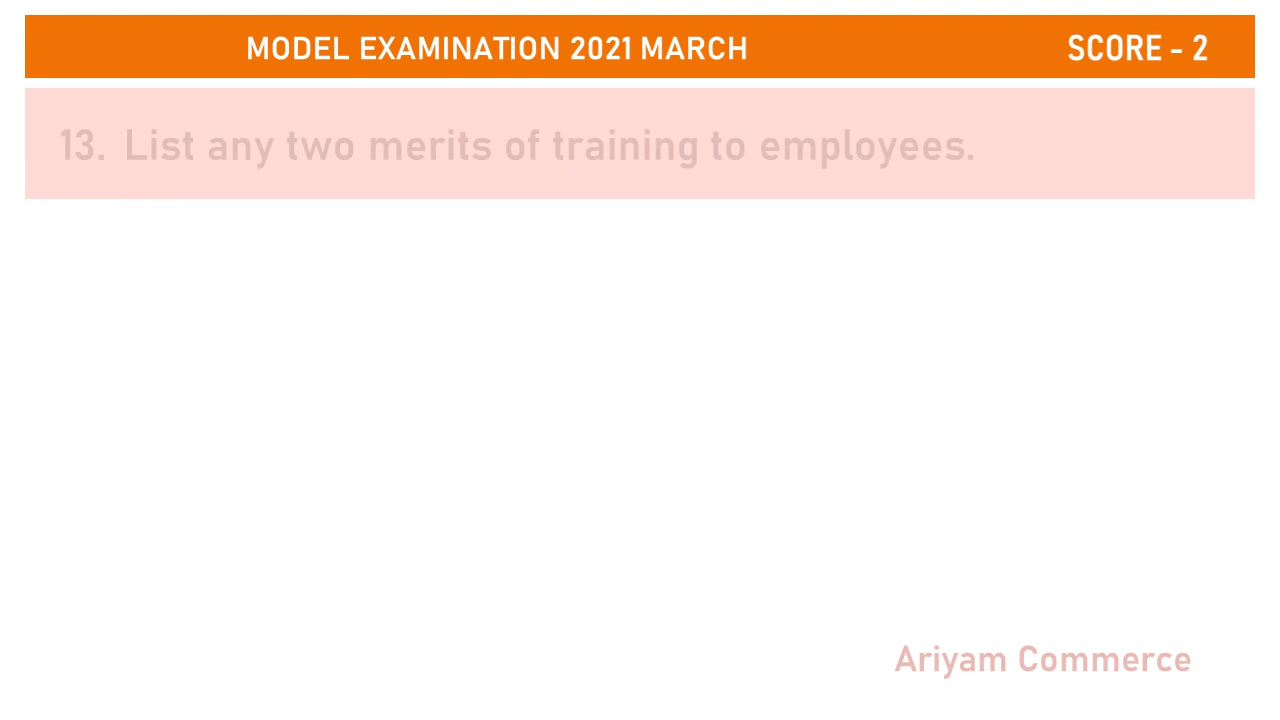 MODEL EXAMINATION 2021 MARCH SCORE - 2
13. List any two merits of training to employees.
Ariyam Commerce